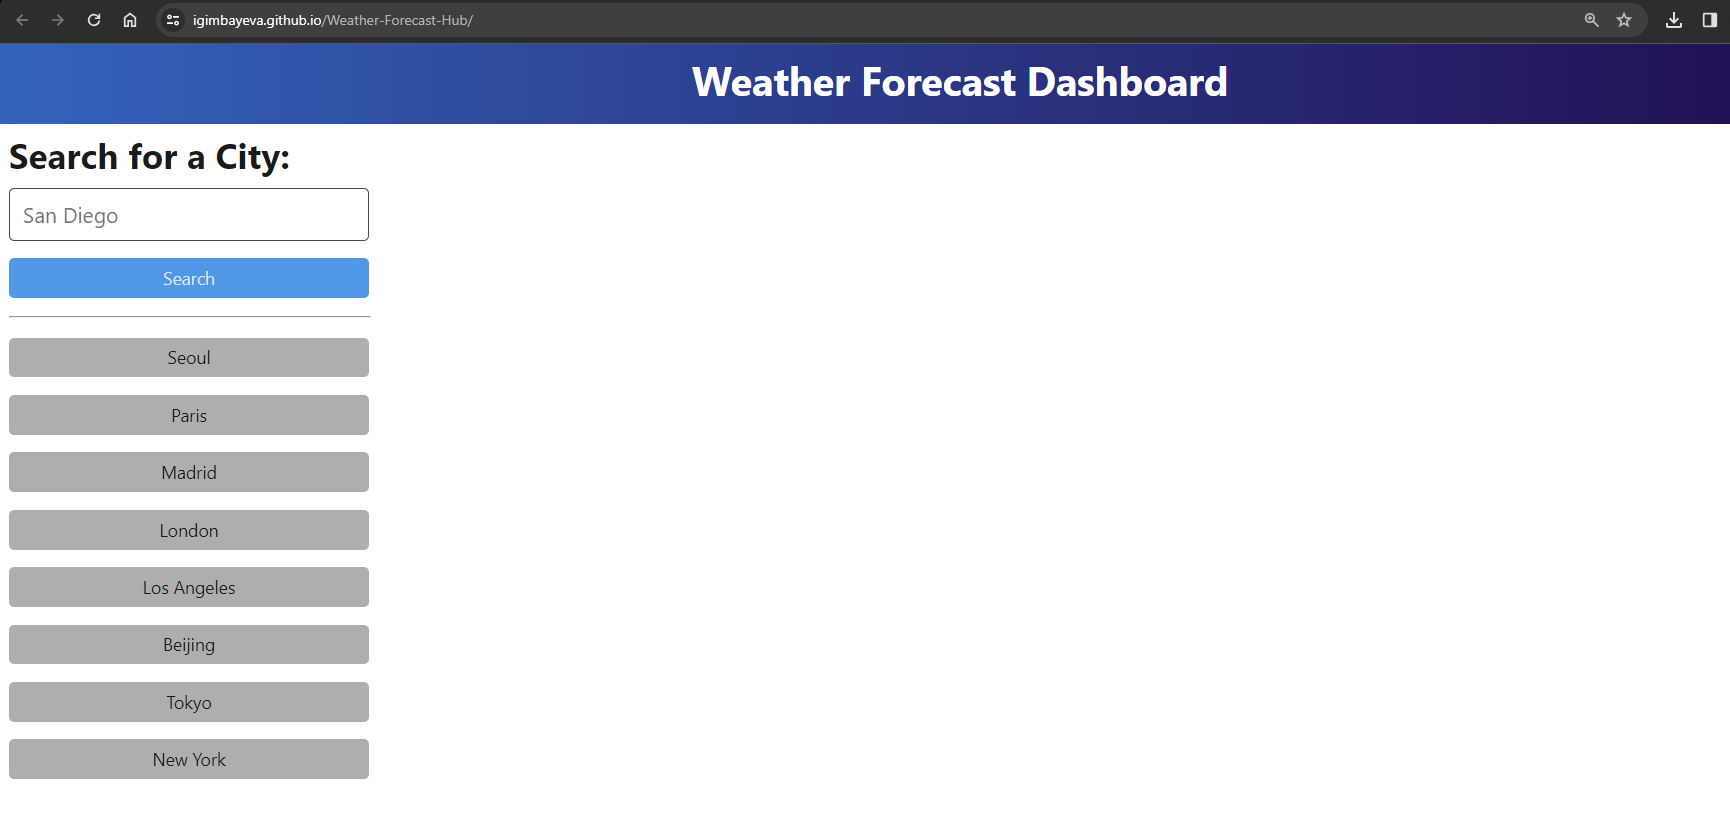 igimbayeva.github.io/Weather-Forecast-Hub/
Weather Forecast Dashboard
Search for a City:
San Diego
Search
Seoul
Paris
Madrid
London
Los Angeles
Beijing
Tokyo
New York